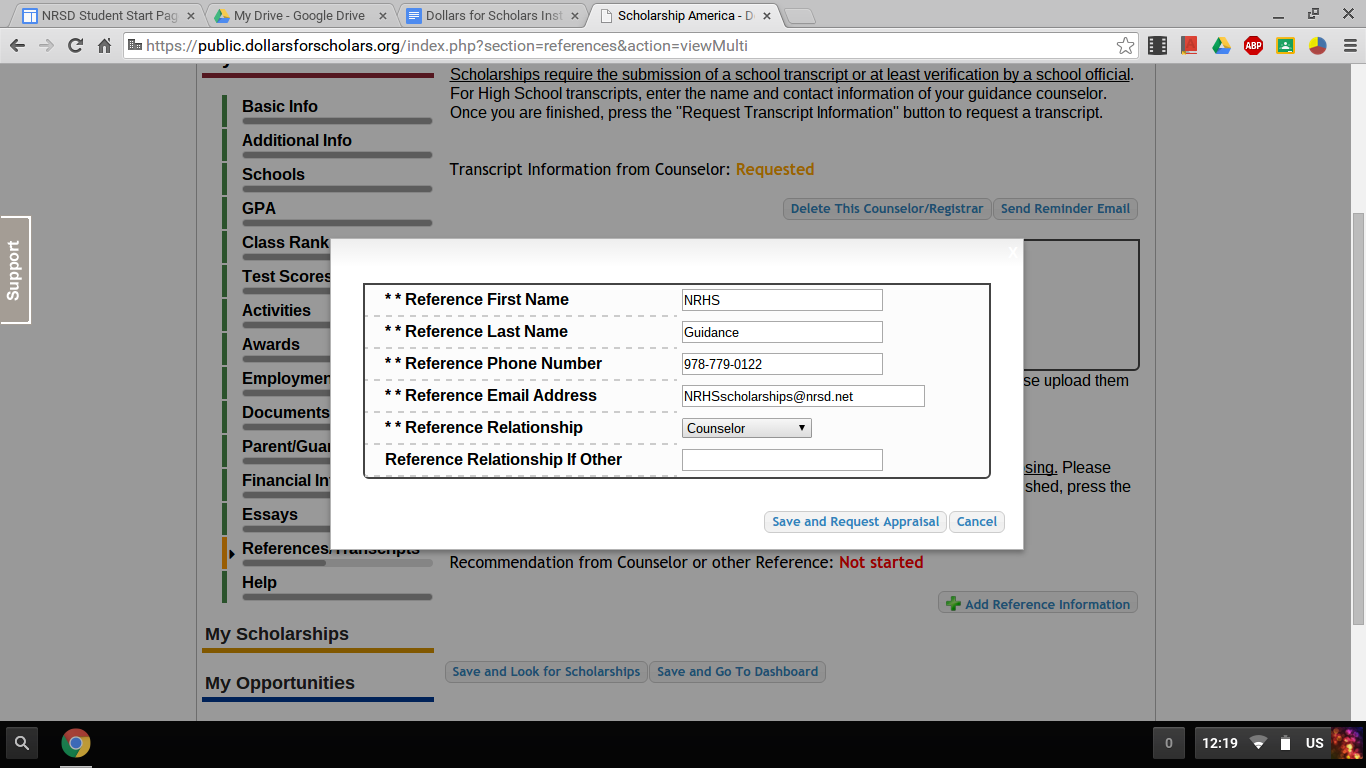 NRSD Student Start Pag
My Drive - Google Drive
Dollars for Scholars Inst
Scholarship America - D
https://public.dollarsforscholars.org/index.php?section=references&action=viewMulti
ABP
Scholarships require the submission of a school transcript or at least verification by a school official.
For High School transcripts, enter the name and contact information of your guidance counselor.
Once you are finished, press the "Request Transcript Information" button to request a transcript.
Transcript Information from Counselor: Requested
Delete This Counselor/Registrar
Send Reminder Email
Support
Basic Info
Additional Info
Schools
GPA
Class Rank
Test Scores
Activities
Awards
Employmen
Documents
Parent/Guar
Financial In
Essays
References/Transcripts
Help
My Scholarships
My Opportunities
x
* * Reference First Name NRHS
* * Reference Last Name Guidance
* * Reference Phone Number 978-779-0122
* * Reference Email Address NRHSscholarships@nrsd.net
* * Reference Relationship Counselor
Reference Relationship If Other
Save and Request Appraisal Cancel
se upload them
sing. Please
shed, press the
Recommendation from Counselor or other Reference: Not started
Add Reference Information
Save and Look for Scholarships Save and Go To Dashboard
0
12:19
US